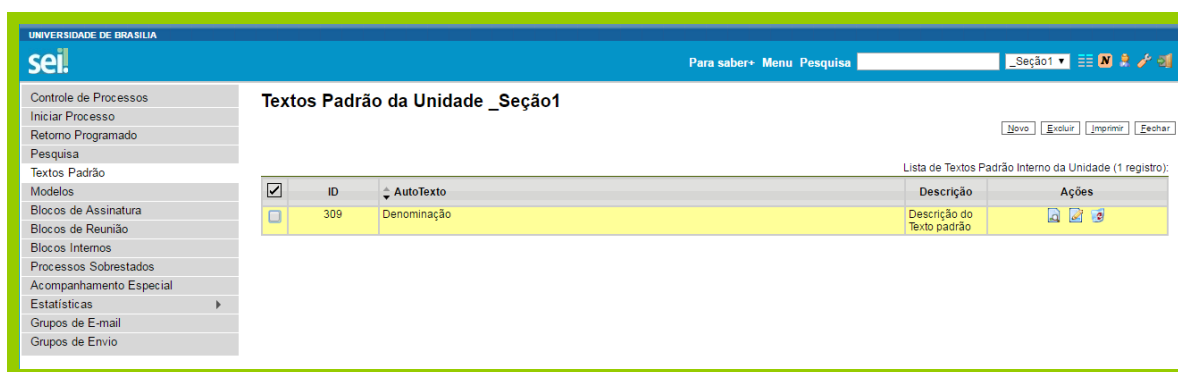 UNIVERSIDADE DE BRASILIA
sei!
Para saber+ Menu Pesquisa
_Seção1
N
Controle de Processos
Iniciar Processo
Retorno Programado
Pesquisa
Textos Padrão
Modelos
Blocos de Assinatura
Blocos de Reunião
Blocos Internos
Processos Sobrestados
Acompanhamento Especial
Estatísticas
Grupos de E-mail
Grupos de Envio
Textos Padrão da Unidade _Seção1
Novo Excluir Imprimir Fechar
Lista de Textos Padrão Interno da Unidade (1 registro):
ID AutoTexto Descrição Ações
309 Denominação Descrição do
Texto padrão